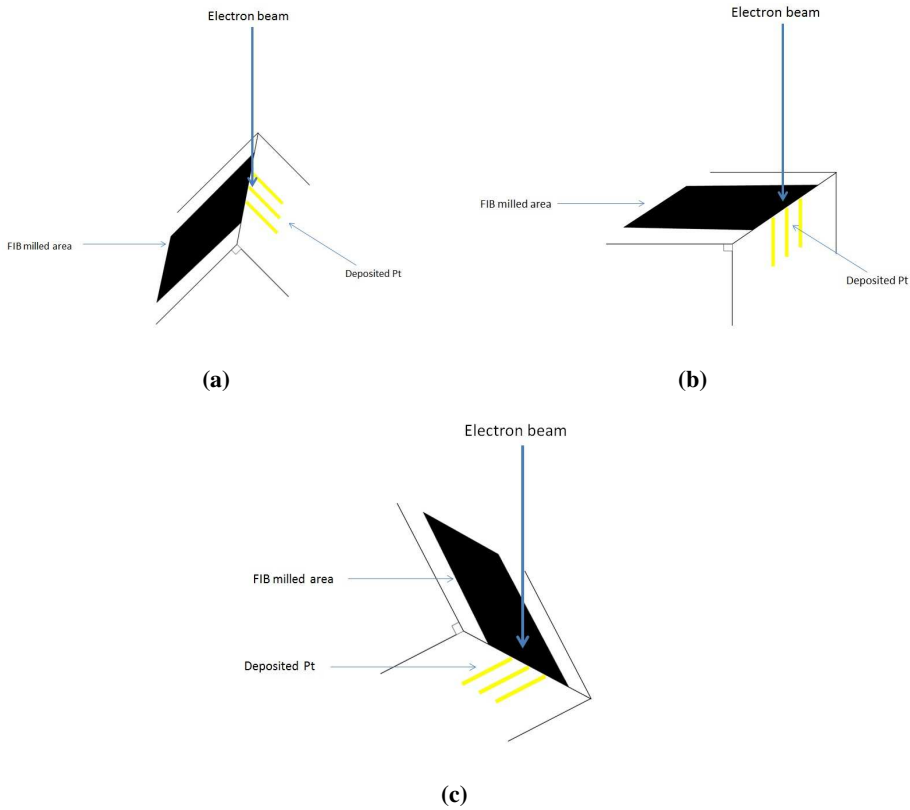 Electron beam
FIB milled area
Deposited Pt
(a)
Electron beam
FIB milled area
Deposited Pt
(b)
Electron beam
FIB milled area
Deposited Pt
(c)